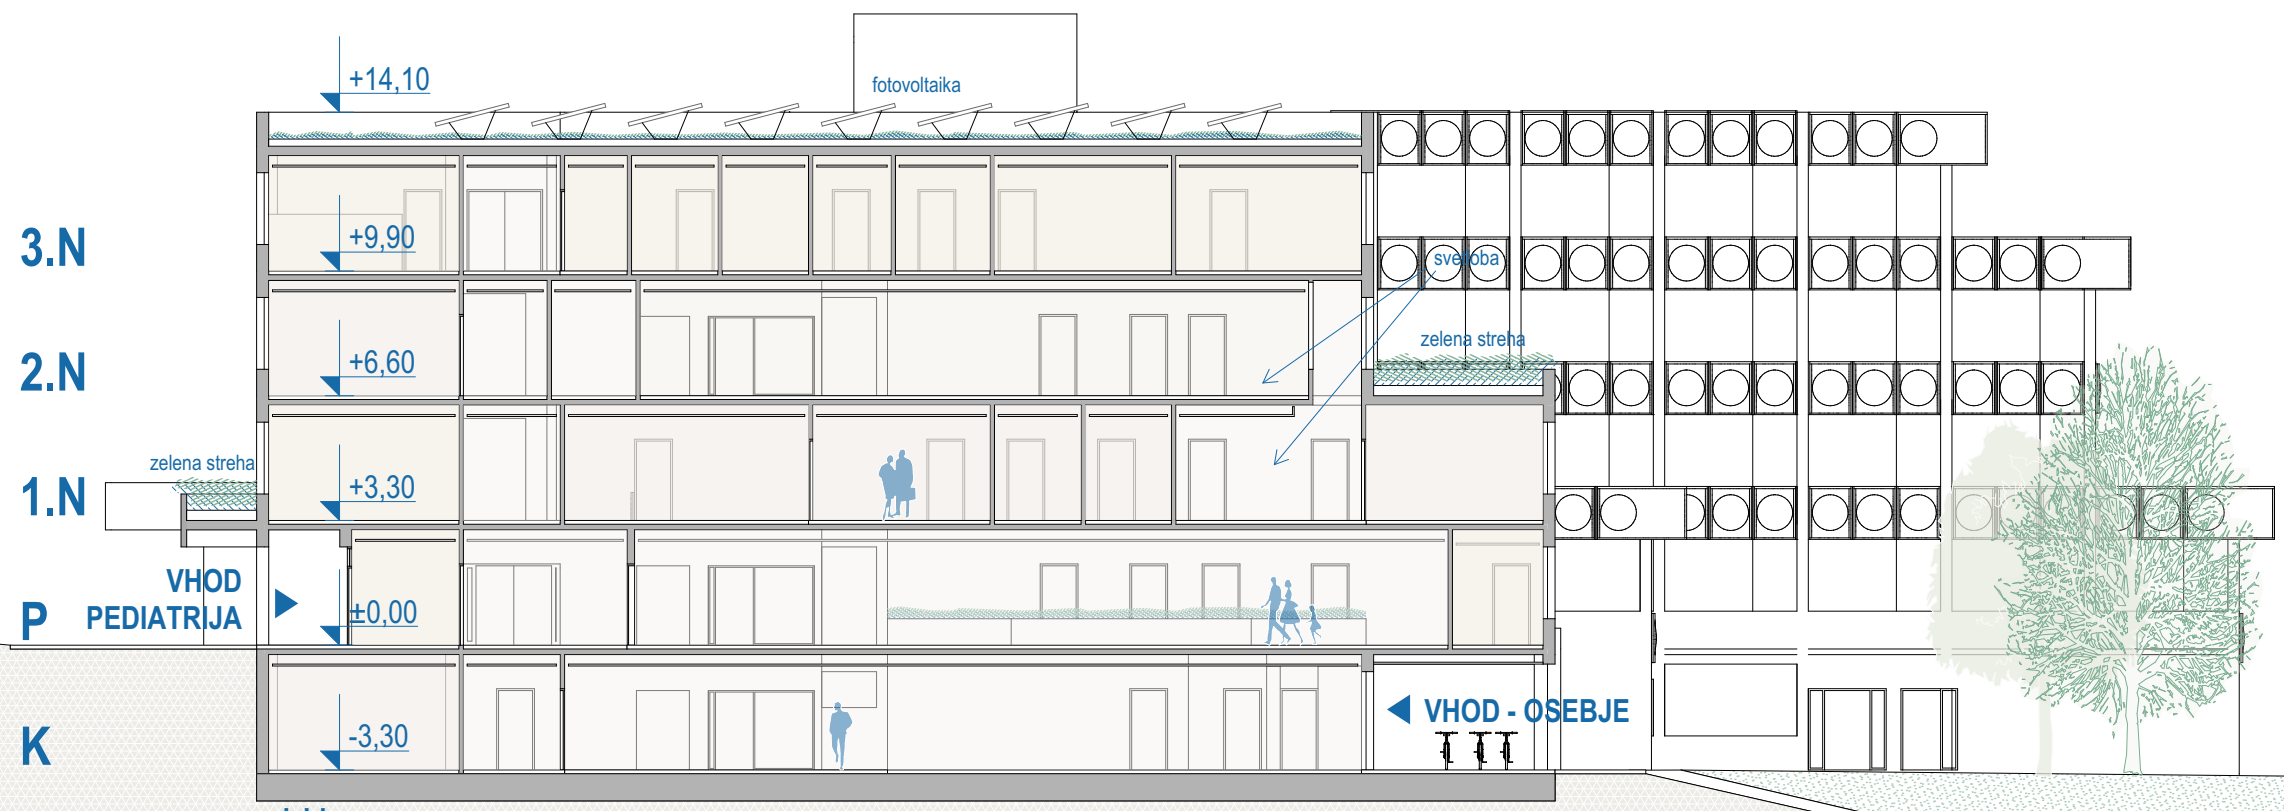 fotovoltaika
+14,10
3.N
+9,90
svetloba
2.N
+6,60
zelena streha
1.N
zelena streha
+3,30
P
VHOD
PEDIATRIJA
±0,00
K
-3,30
VHOD - OSEBJE